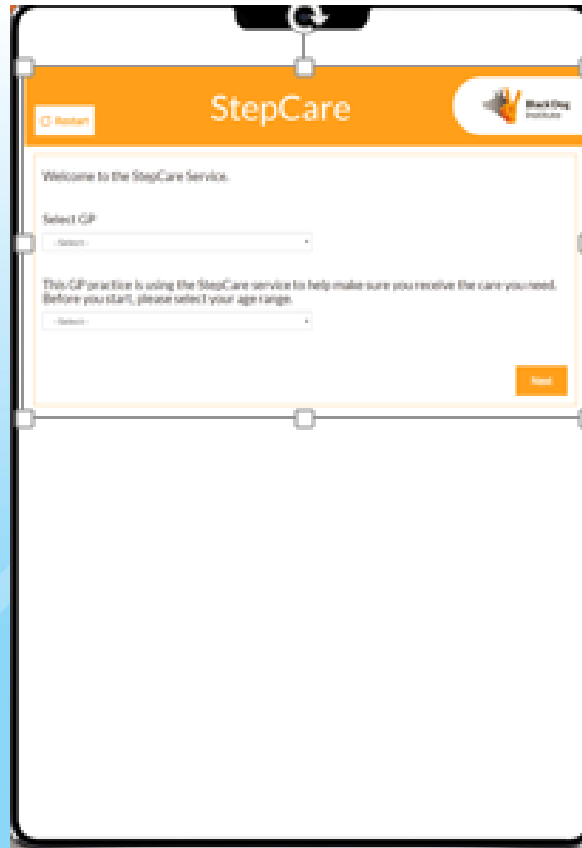 StepCare
Restart
Black Dog
Institute
Welcome to the StepCare Service.
Select GP
- Select -
This GP practice is using the StepCare service to help make sure you receive the care you need.
Before you start, please select your age range.
- Select -
Next